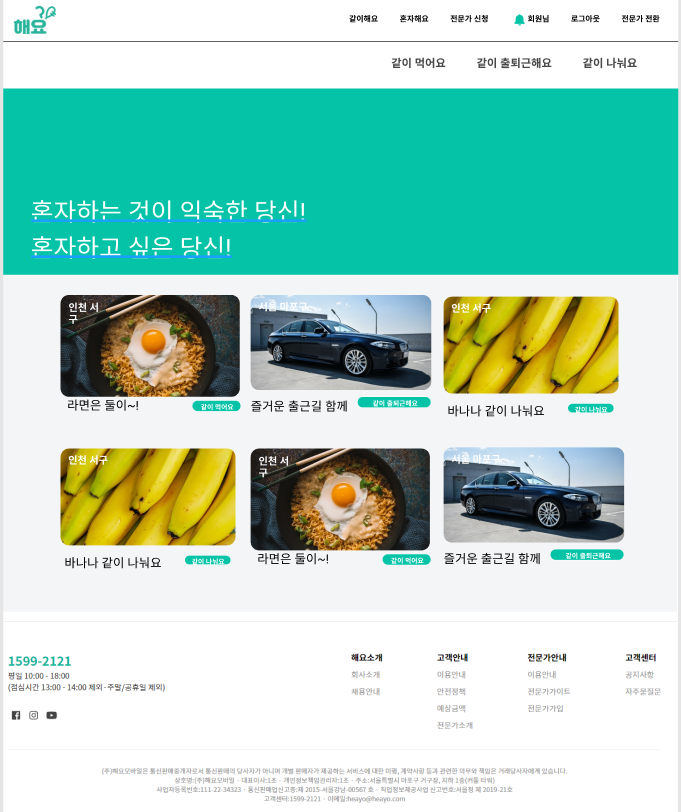 해요
같이해요 혼자해요 전문가 신청 회원님 로그아웃 전문가 전환
같이 먹어요 같이 출퇴근해요 같이 나눠요
혼자하는 것이 익숙한 당신!
혼자하고 싶은 당신!
인천 서
구
서울 마포구
인천 서구
라면은 둘이~!
같이 먹어요
즐거운 출근길 함께
같이 출퇴근해요
바나나 같이 나눠요
같이 나눠요
인천 서구
인천 서
구
서울 마포구
바나나 같이 나눠요
같이 나눠요
라면은 둘이~!
같이 먹어요
즐거운 출근길 함께
같이 출퇴근해요
1599-2121
평일 10:00 - 18:00
(점심시간 13:00 - 14:00 제외·주말/공휴일 제외)
해요소개
회사소개
채용안내
고객안내
이용안내
안전정책
예상금액
전문가소개
전문가안내
이용안내
전문가가이드
전문가가입
고객센터
공지사항
자주묻질문
(주)해요모바일은 통신판매중개자로서 통신판매의 당사자가 아니며 개별 판매자가 제공하는 서비스에 대한 이행, 계약사항 등과 관련한 의무와 책임은 거래당사자에게 있습니다.
상호명:(주)해요모바일 · 대표이사:1조 · 개인정보책임관리자:1조 · 주소:서울특별시 마포구 거구장, 지하 1층(커몽 타워)
사업자등록번호:111-22-34323 · 통신판매업신고증:제 2015-서울강남-00567 호 · 직업정보제공사업 신고번호:서울청 제 2019-21호
고객센터:1599-2121 · 이메일:heayo@heayo.com